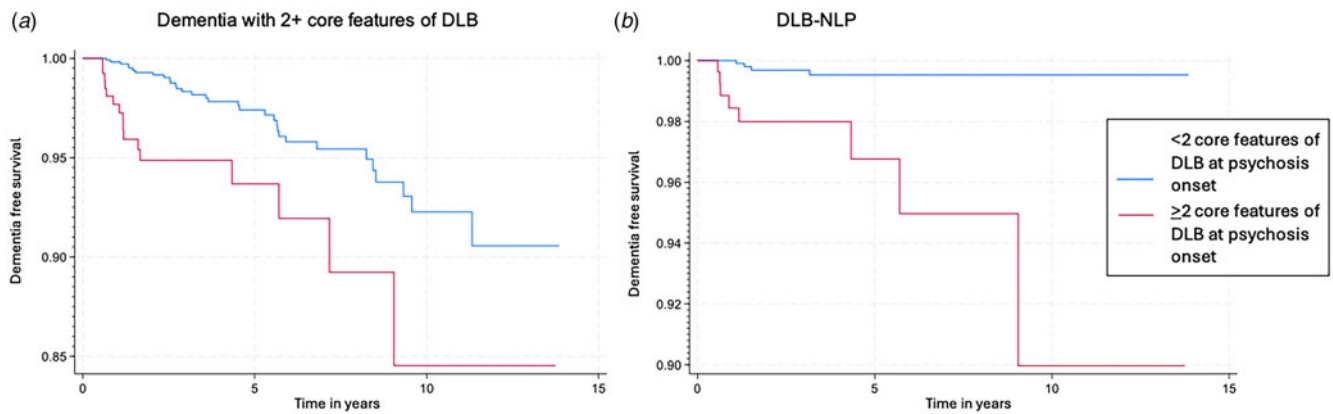 (a) Dementia with 2+ core features of DLB
1.00
0.95
0.90
0.85
Dementia free survival
0 5 10 15
Time in years
(b) DLB-NLP
1.00
0.98
0.96
0.94
0.92
0.90
Dementia free survival
0 5 10 15
Time in years
<2 core features of
DLB at psychosis
onset
≥2 core features of
DLB at psychosis
onset